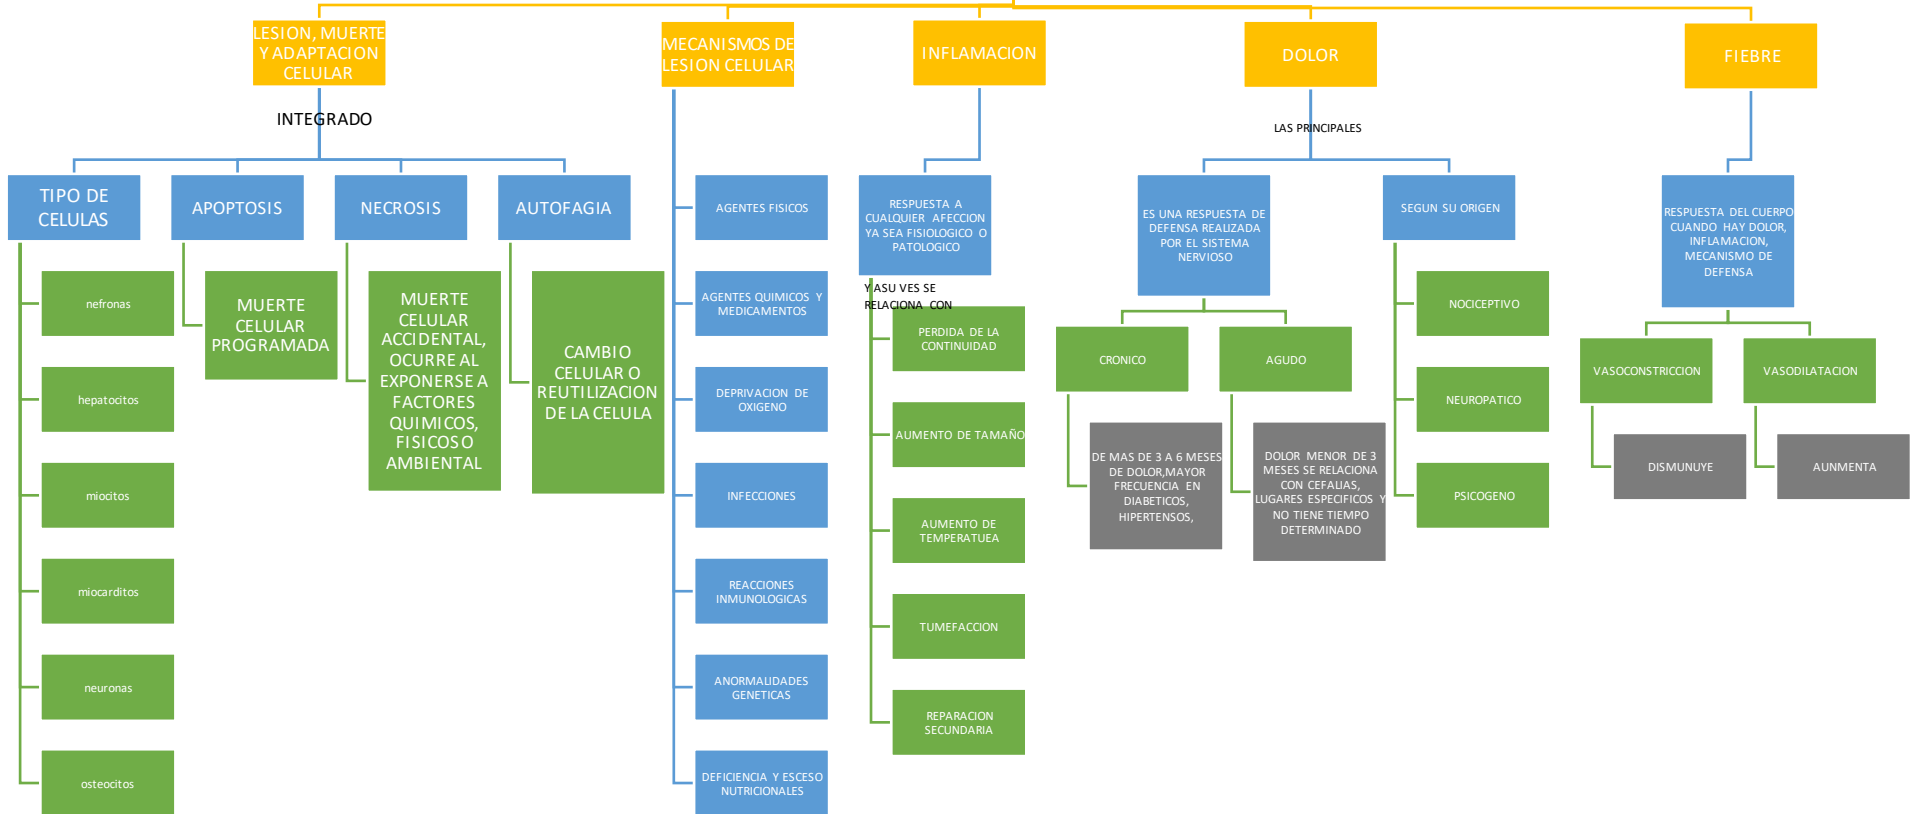 LESION, MUERTE
Y ADAPTACION
CELULAR
INTEGRADO
TIPO DE
CELULAS
nefronas
hepatocitos
miocitos
miocarditos
neuronas
osteocitos
APOPTOSIS
MUERTE
CELULAR
PROGRAMADA
NECROSIS
MUERTE
CELULAR
ACCIDENTAL,
OCURRE AL
EXPONERSE A
FACTORES
QUIMICOS,
FISICOS O
AMBIENTAL
AUTOFAGIA
CAMBIO
CELULAR O
REUTILIZACION
DE LA CELULA
MECANISMOS DE
LESION CELULAR
AGENTES FISICOS
AGENTES QUIMICOS Y
MEDICAMENTOS
DEPRIVACION DE
OXIGENO
INFECCIONES
REACCIONES
INMUNOLOGICAS
ANORMALIDADES
GENETICAS
DEFICIENCIA Y ESCESO
NUTRICIONALES
INFLAMACION
RESPUESTA A
CUALQUIER AFECCION
YA SEA FISIOLOGICO O
PATOLOGICO
Y ASU VES SE
RELACIONA CON
PERDIDA DE LA
CONTINUIDAD
AUMENTO DE TAMAÑO
AUMENTO DE
TEMPERATUEA
TUMEFACCION
REPARACION
SECUNDARIA
DOLOR
LAS PRINCIPALES
ES UNA RESPUESTA DE
DEFENSA REALIZADA
POR EL SISTEMA
NERVIOSO
CRONICO
DE MAS DE 3 A 6 MESES
DE DOLOR,MAYOR
FRECUENCIA EN
DIABETICOS,
HIPERTENSOS,
AGUDO
DOLOR MENOR DE 3
MESES SE RELACIONA
CON CEFALIAS,
LUGARES ESPECIFICOS Y
NO TIENE TIEMPO
DETERMINADO
SEGUN SU ORIGEN
NOCICEPTIVO
NEUROPATICO
PSICOGENO
FIEBRE
RESPUESTA DEL CUERPO
CUANDO HAY DOLOR,
INFLAMACION,
MECANISMO DE
DEFENSA
VASOCONSTRICCION
DISMUNUYE
VASODILATACION
AUNMENTA